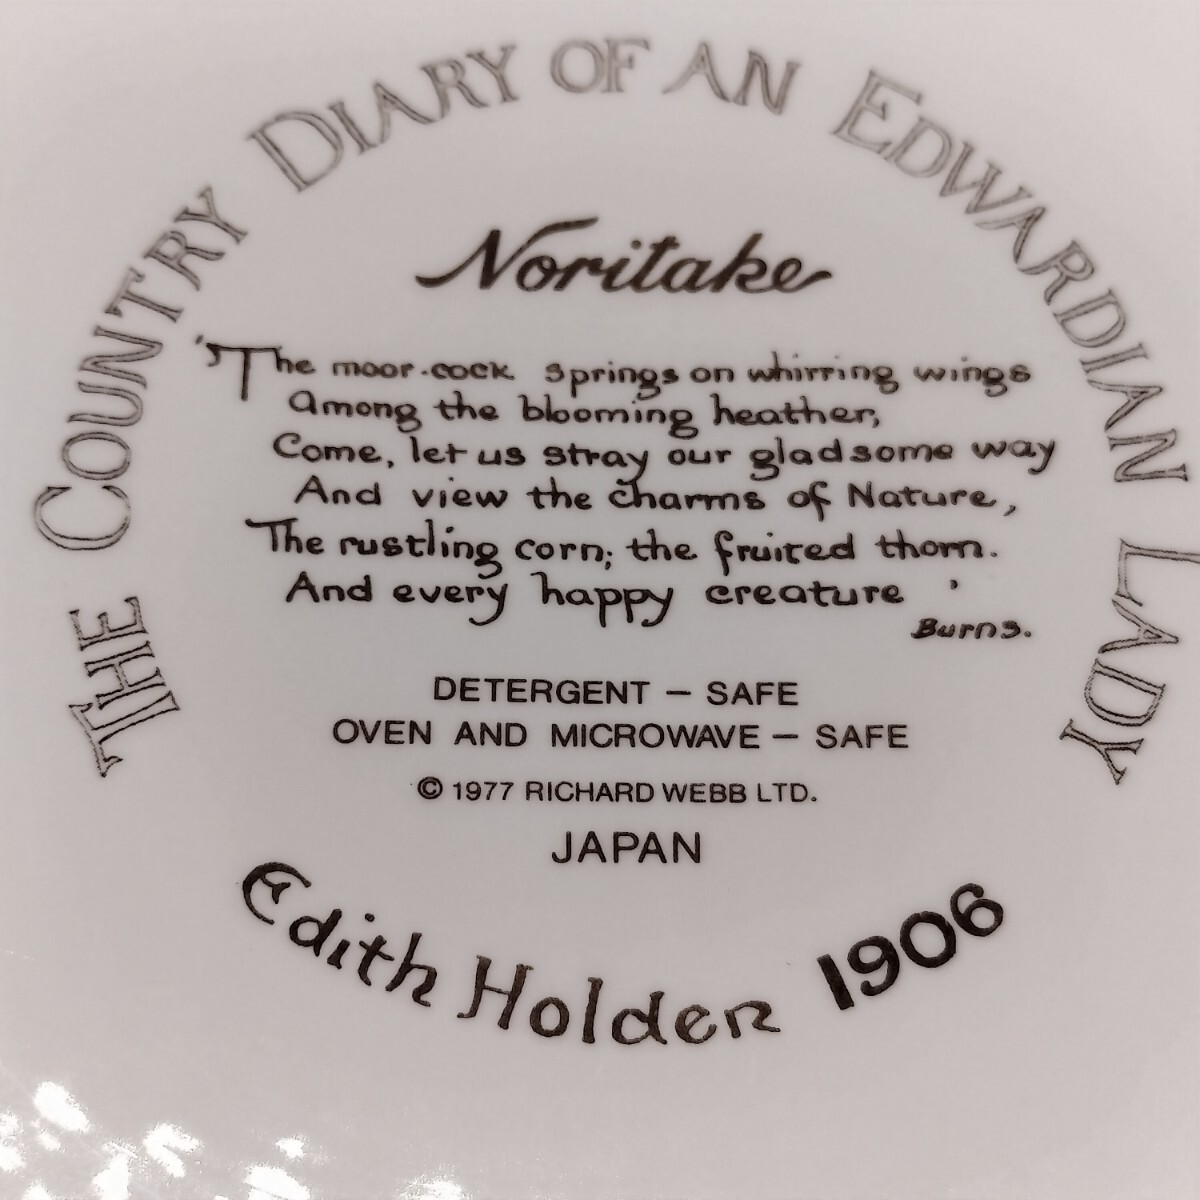 THE COUNTRY DIARY OF AN EDWARDIAN LADY
Noritake
'The moor-cock springs on whirring wings
Among the blooming heather,
Come, let us stray our gladsome way
And view the charms of Nature,
The rustling corn; the fruited thorn.
And every happy creature '
Burns.
DETERGENT – SAFE
OVEN AND MICROWAVE – SAFE
© 1977 RICHARD WEBB LTD.
JAPAN
Edith Holden 1906